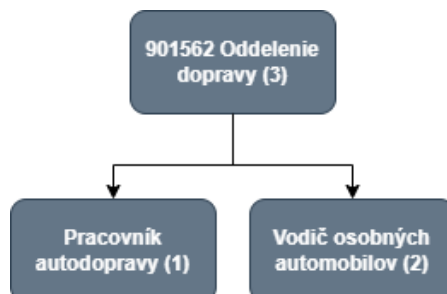 901562 Oddelenie
dopravy (3)
Pracovník
autodopravy (1)
Vodič osobných
automobilov (2)